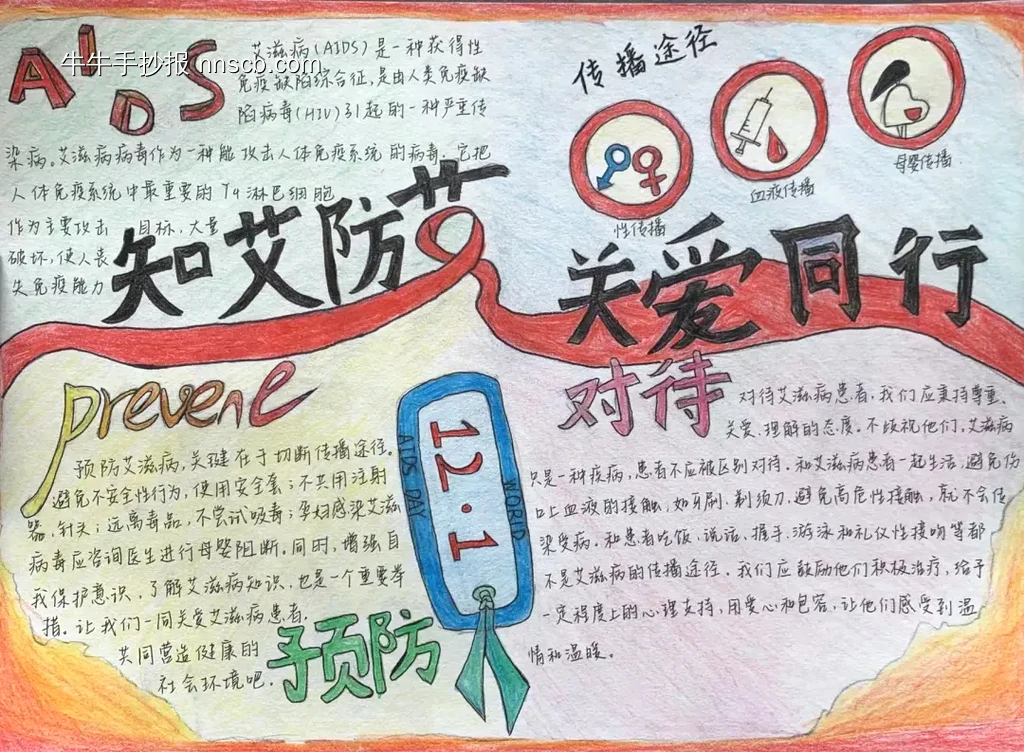 牛牛手抄报 nnscb.com
AIDS
艾滋病(AIDS)是一种获得性
免疫缺陷综合征,是由人类免疫缺
陷病毒(HIV)引起的一种严重传
染病。艾滋病病毒作为一种能攻击人体免疫系统的病毒.它把
人体免疫系统中最重要的T4淋巴细胞
作为主要攻击目标,大量
破坏,使人丧
失免疫能力
传播途径
性传播
血液传播
母婴传播
知艾防艾
关爱同行
prevene
预防艾滋病,关键在于切断传播途径。
避免不安全性行为,使用安全套;不共用注射
器、针头;远离毒品,不尝试吸毒;孕妇感染艾滋
病毒应咨询医生进行母婴阻断.同时,增强自
我保护意识、了解艾滋病知识、也是一个重要举
措。让我们一同关爱艾滋病患者.
共同营造健康的
社会环境吧.
预防
12.1
AIDS DAY
WORLD
对待
对待艾滋病患者,我们应秉持尊重、
关爱、理解的态度。不歧视他们,艾滋病
只是一种疾病,患者不应被区别对待.和艾滋病患者一起生活,避免伤
口上血液的接触,如牙刷、剃须刀,避免高危性接触,就不会传
染受病.和患者吃饭、说话、握手、游泳和礼仪性接吻等都
不是艾滋病的传播途径.我们应鼓励他们积极治疗,给予
一定程度上的心理支持,用爱心和包容,让他们感受到温
情和温暖。